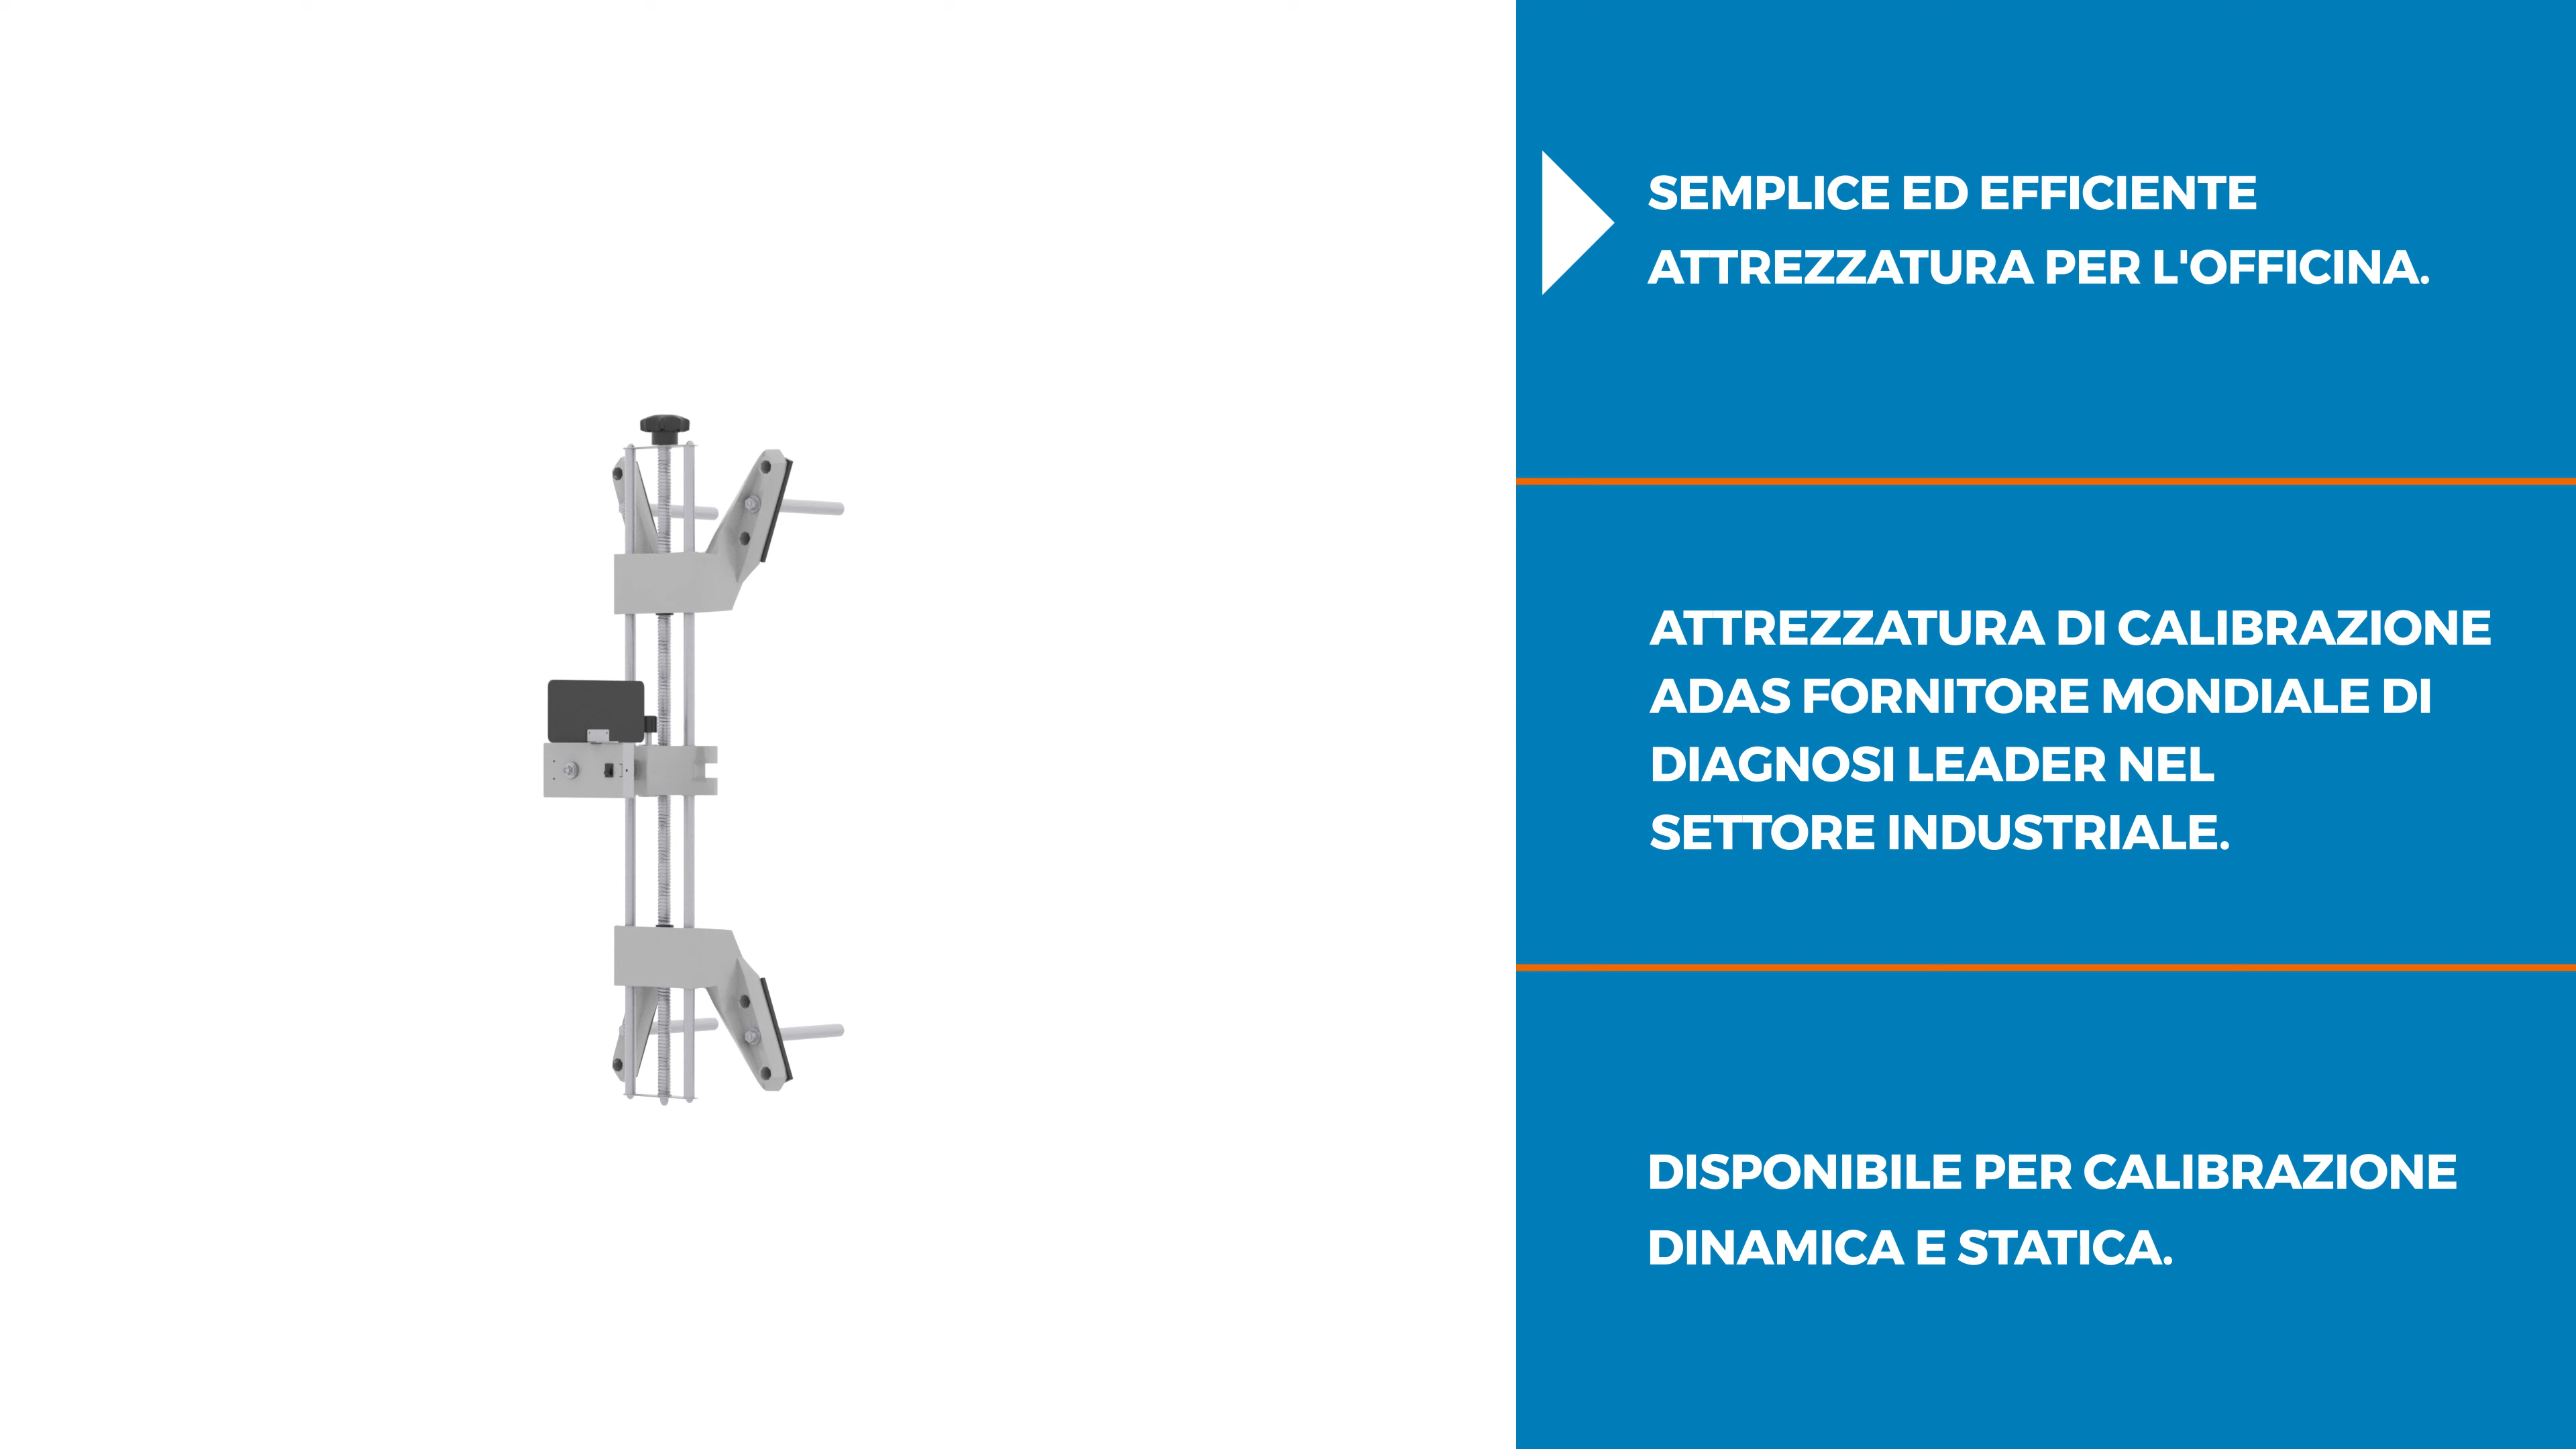 SEMPLICE ED EFFICIENTE
ATTREZZATURA PER L'OFFICINA.
ATTREZZATURA DI CALIBRAZIONE
ADAS FORNITORE MONDIALE DI
DIAGNOSI LEADER NEL
SETTORE INDUSTRIALE.
DISPONIBILE PER CALIBRAZIONE
DINAMICA E STATICA.